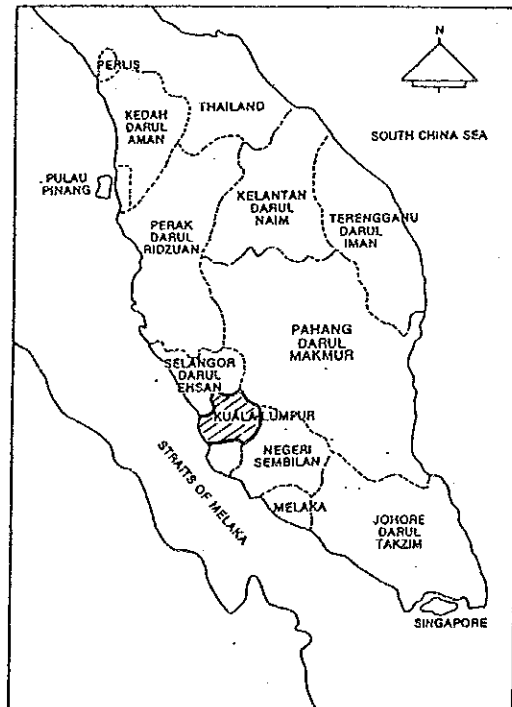 N
PERLIS
THAILAND
KEDAH
DARUL
AMAN
SOUTH CHINA SEA
PULAU
PINANG
KELANTAN
DARUL
NAIM
TERENGGANU
DARUL
IMAN
PERAK
DARUL
RIDZUAN
PAHANG
DARUL
MAKMUR
SELANGOR
DARUL
EHSAN
KUALA LUMPUR
NEGERI
SEMBILAN
STRAITS OF MELAKA
MELAKA
JOHORE
DARUL
TAKZIM
SINGAPORE